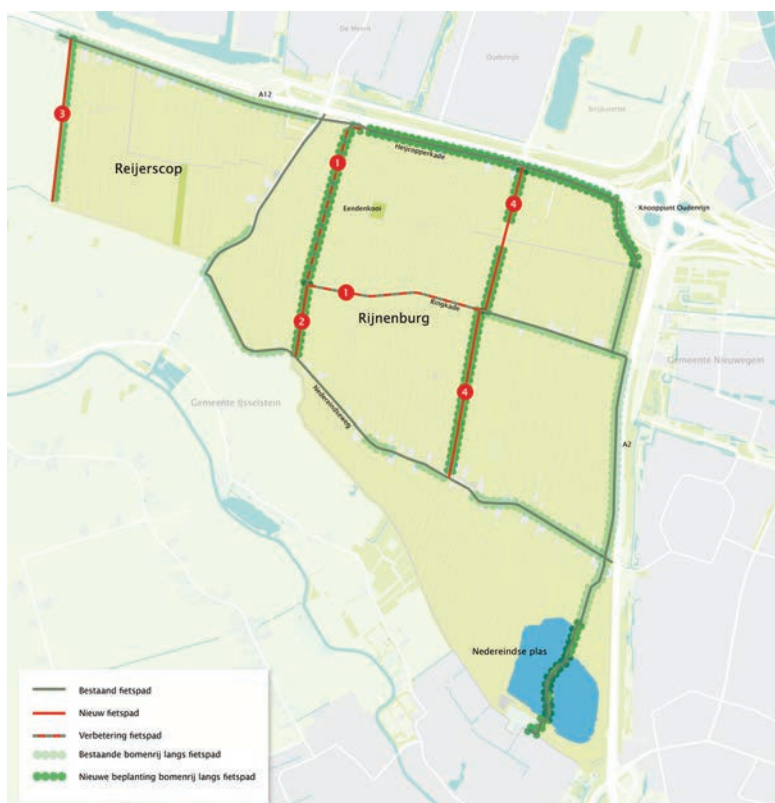 De Meern
Oudenrijn
A12
3
Reijerscop
Heijcopperkade
1
4
Eendenkooi
Knooppunt Oudenrijn
1
Ringkade
2
Rijnenburg
Gemeente Nieuwegein
Gemeente IJsselstein
Nedereindseweg
4
A2
Nedereindse plas
Bestaand fietspad
Nieuw fietspad
Verbetering fietspad
Bestaande bomenrij langs fietspad
Nieuwe beplanting bomenrij langs fietspad